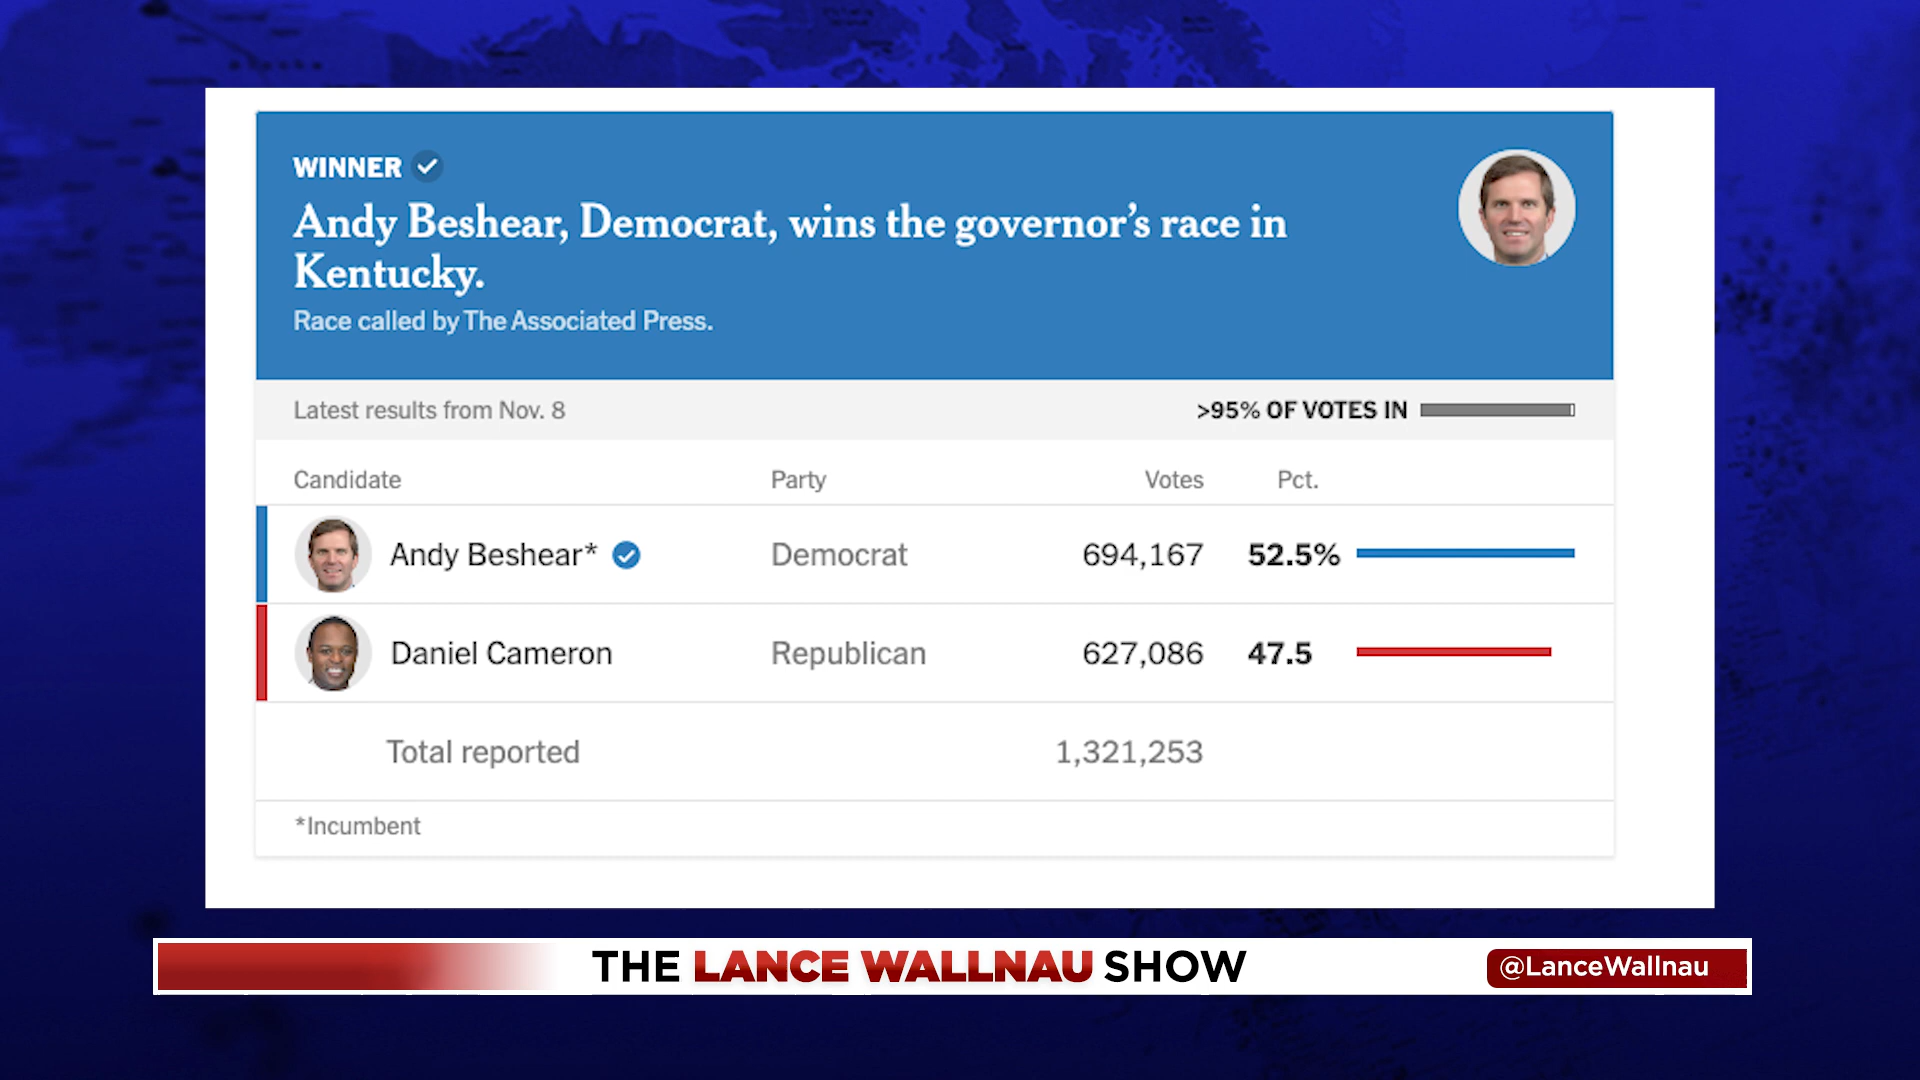 WINNER
Andy Beshear, Democrat, wins the governor’s race in
Kentucky.
Race called by The Associated Press.
Latest results from Nov. 8 >95% OF VOTES IN
Candidate Party Votes Pct.
Andy Beshear* Democrat 694,167 52.5%
Daniel Cameron Republican 627,086 47.5
Total reported 1,321,253
*Incumbent
THE LANCE WALLNAU SHOW @LanceWallnau